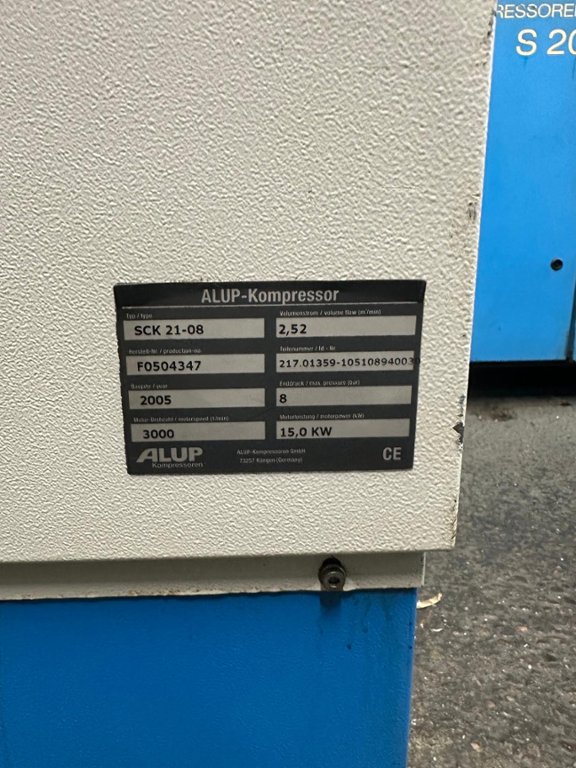 RESSORE
S 20
ALUP-Kompressor
Typ / type
Volumenstrom / volume flow (m³/min)
SCK 21-08
2,52
Herstell-Nr. / production-no
Teilenummer / Id - Nr.
F0504347
217.01359-1051089400
Baujahr / year
Enddruck / max. pressure (bar)
2005
8
Motor-Drehzahl / motorspeed (1/min)
Motorleistung / motorpower (kW)
3000
15,0 KW
ALUP
Kompressoren
ALUP-Kompressoren GmbH
73257 Köngen (Germany)
CE